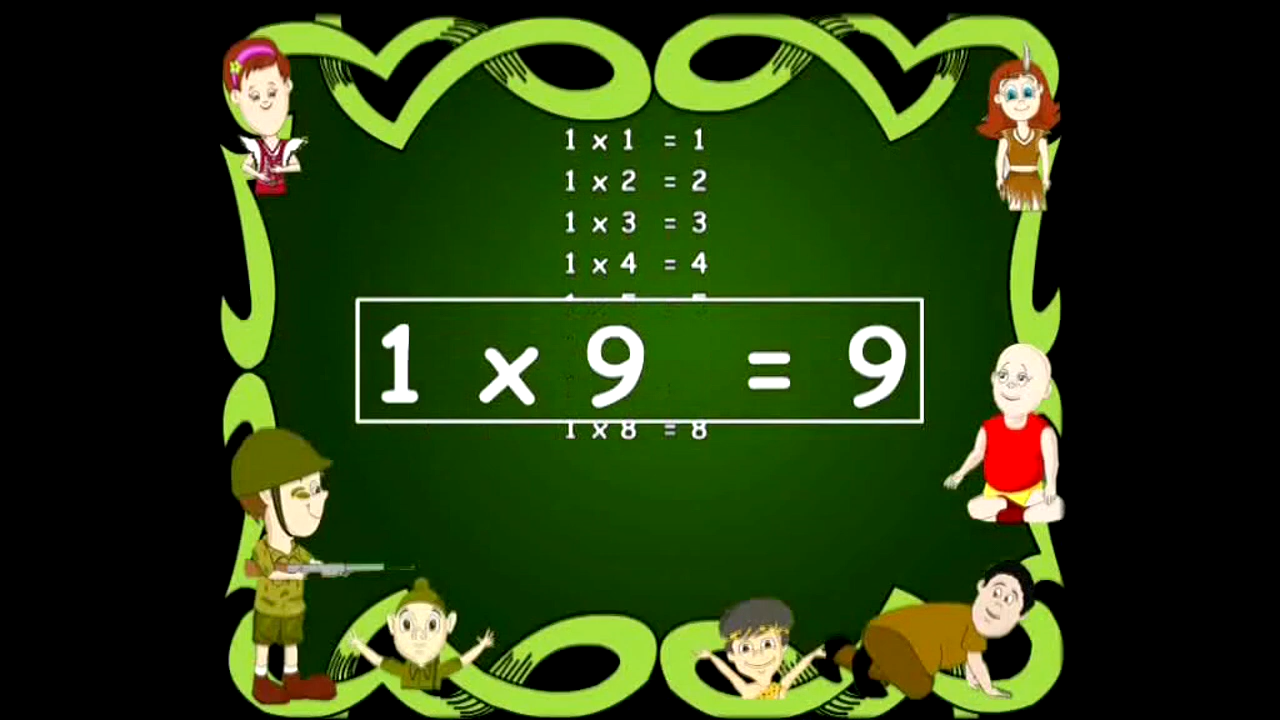 1 x 1 = 1
1 x 2 = 2
1 x 3 = 3
1 x 4 = 4
1 x 9 = 9
1 x 8 = 8